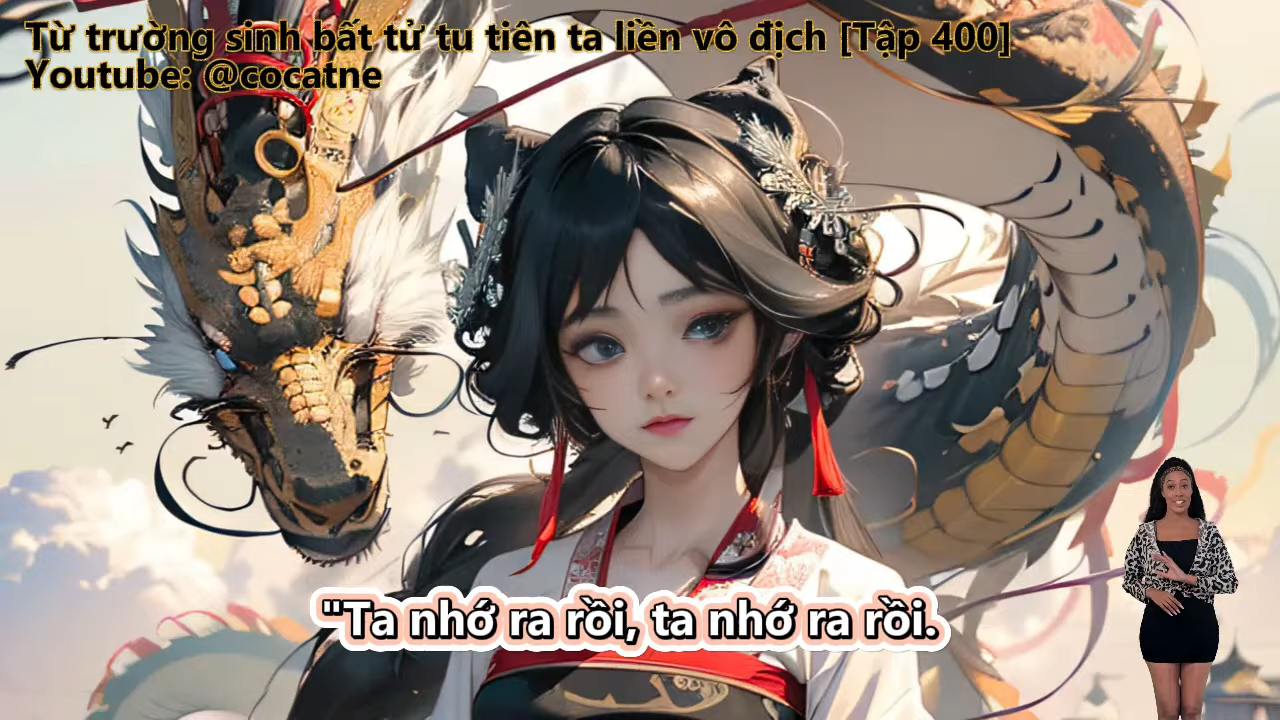 Từ trường sinh bất tử tu tiên ta liền vô địch [Tập 400]
Youtube: @cocatne
"Ta nhớ ra rồi, ta nhớ ra rồi.